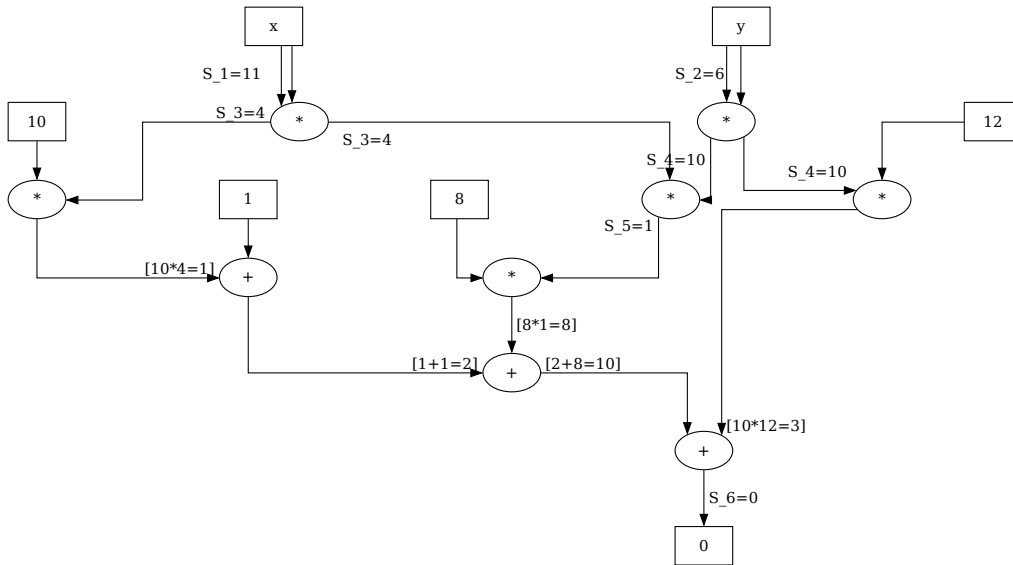 x
y
S_1=11
S_2=6
10
S_3=4
*
S_3=4
*
12
S_4=10
S_4=10
*
1
8
*
*
S_5=1
[10*4=1]
+
*
[8*1=8]
[1+1=2]
+
[2+8=10]
[10*12=3]
+
S_6=0
0